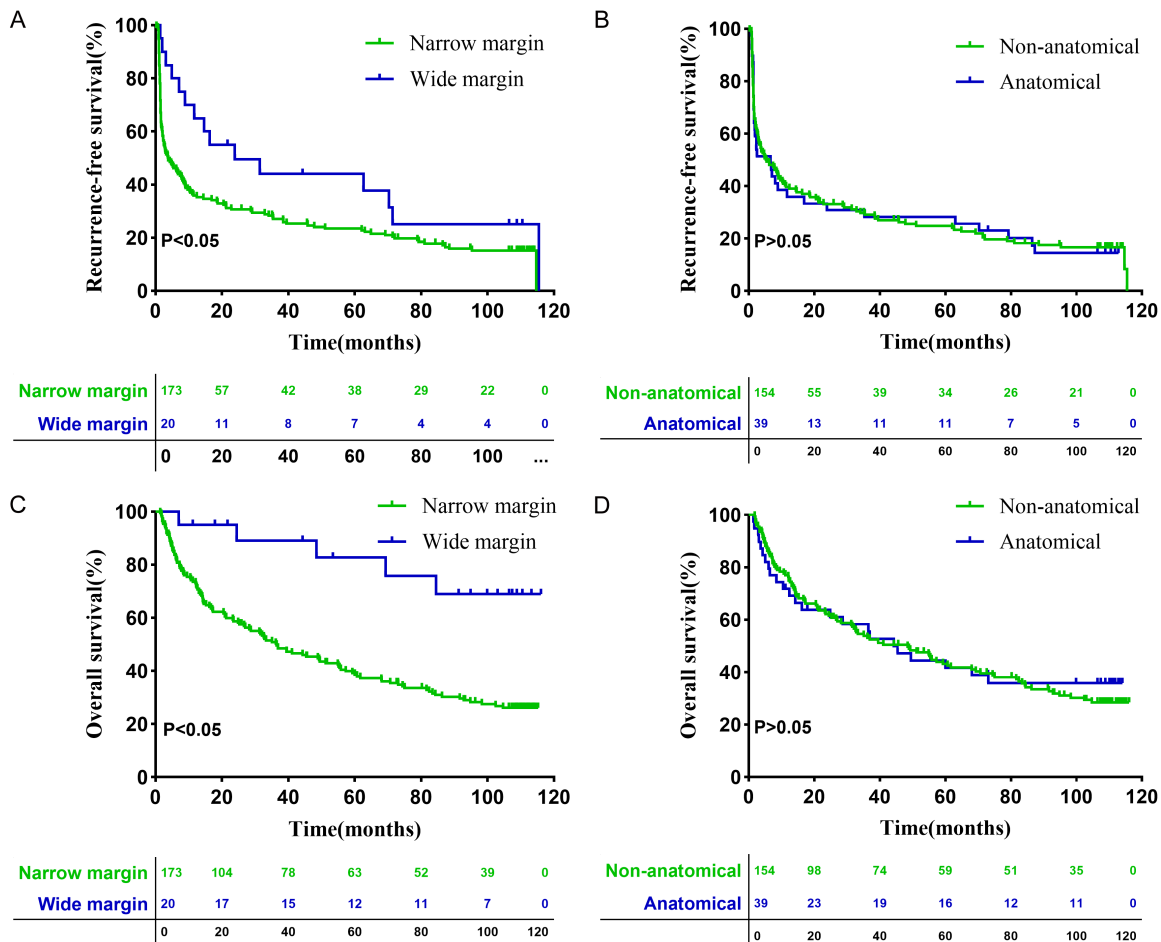 A
Recurrence-free survival(%)
100
80
60
40
20
0
Narrow margin
Wide margin
P<0.05
0 20 40 60 80 100 120
Time(months)
Narrow margin 173 57 42 38 29 22 0
Wide margin 20 11 8 7 4 4 0
0 20 40 60 80 100 ...
B
Recurrence-free survival(%)
100
80
60
40
20
0
Non-anatomical
Anatomical
P>0.05
0 20 40 60 80 100 120
Time(months)
Non-anatomical 154 55 39 34 26 21 0
Anatomical 39 13 11 11 7 5 0
0 20 40 60 80 100 120
C
Overall survival(%)
100
80
60
40
20
0
Narrow margin
Wide margin
P<0.05
0 20 40 60 80 100 120
Time(months)
Narrow margin 173 104 78 63 52 39 0
Wide margin 20 17 15 12 11 7 0
0 20 40 60 80 100 120
D
Overall survival(%)
100
80
60
40
20
0
Non-anatomical
Anatomical
P>0.05
0 20 40 60 80 100 120
Time(months)
Non-anatomical 154 98 74 59 51 35 0
Anatomical 39 23 19 16 12 11 0
0 20 40 60 80 100 120